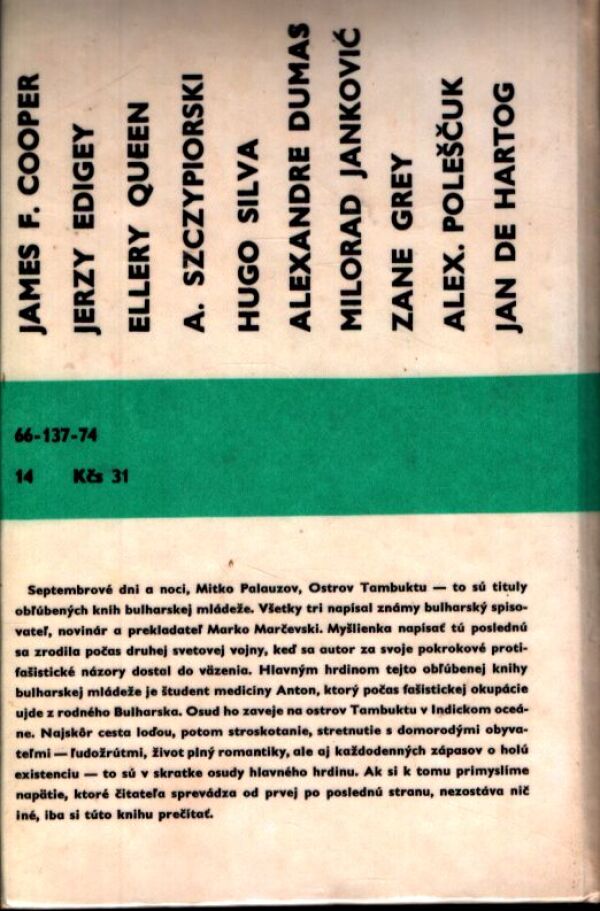 JAMES F. COOPER
JERZY EDIGEY
ELLERY QUEEN
A. SZCZYPIORSKI
HUGO SILVA
ALEXANDRE DUMAS
MILORAD JANKOVIĆ
ZANE GREY
ALEX. POLEŠČUK
JAN DE HARTOG
66-137-74
14 Kčs 31
Septembrové dni a noci, Mitko Palauzov, Ostrov Tambuktu — to sú tituly
obľúbených kníh bulharskej mládeže. Všetky tri napísal známy bulharský spiso-
vateľ, novinár a prekladateľ Marko Marčevski. Myšlienka napísať tú poslednú
sa zrodila počas druhej svetovej vojny, keď sa autor za svoje pokrokové proti-
fašistické názory dostal do väzenia. Hlavným hrdinom tejto obľúbenej knihy
bulharskej mládeže je študent medicíny Anton, ktorý počas fašistickej okupácie
ujde z rodného Bulharska. Osud ho zaveje na ostrov Tambuktu v Indickom oceá-
ne. Najskôr cesta loďou, potom stroskotanie, stretnutie s domorodými obyva-
teľmi — ľudožrútmi, život plný romantiky, ale aj každodenných zápasov o holú
existenciu — to sú v skratke osudy hlavného hrdinu. Ak si k tomu primyslíme
napätie, ktoré čitateľa sprevádza od prvej po poslednú stranu, nezostáva nič
iné, iba si túto knihu prečítať.